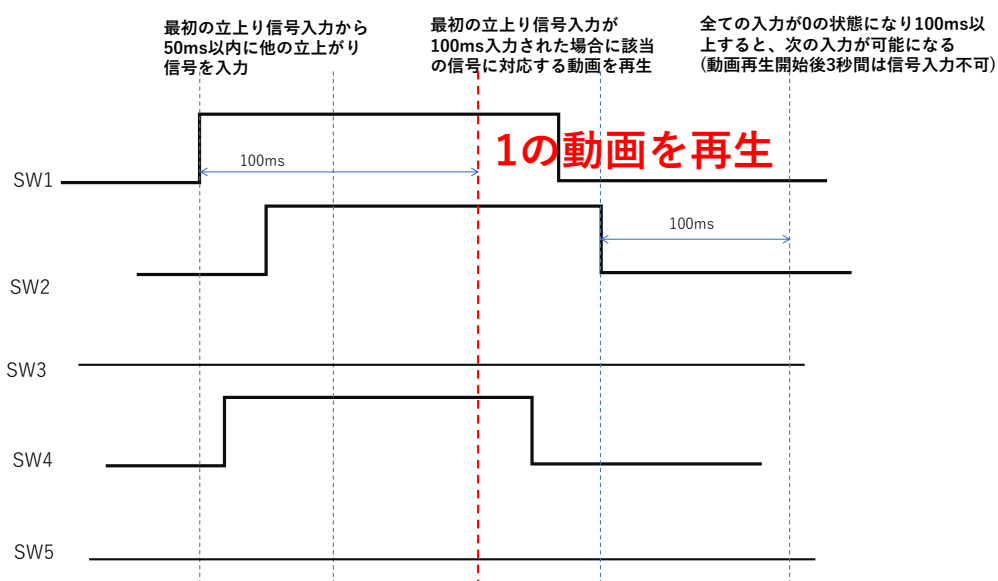 最初の立上り信号入力から
50ms以内に他の立上がり
信号を入力
最初の立上り信号入力が
100ms入力された場合に該当
の信号に対応する動画を再生
全ての入力が0の状態になり100ms以
上すると、次の入力が可能になる
(動画再生開始後3秒間は信号入力不可)
1の動画を再生
100ms
SW1
100ms
SW2
SW3
SW4
SW5